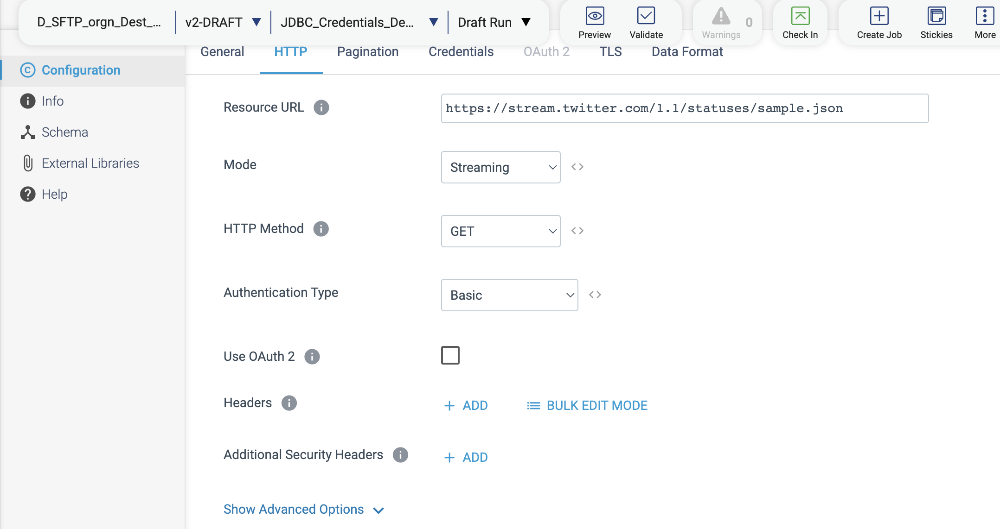 D_SFTP_orgn_Dest_... v2-DRAFT JDBC_Credentials_De... Draft Run Preview Validate Warnings 0 Check In Create Job Stickies More
General HTTP Pagination Credentials OAuth 2 TLS Data Format
Configuration
Info
Schema
External Libraries
Help
Resource URL https://stream.twitter.com/1.1/statuses/sample.json
Mode Streaming
HTTP Method GET
Authentication Type Basic
Use OAuth 2
Headers ADD BULK EDIT MODE
Additional Security Headers ADD
Show Advanced Options